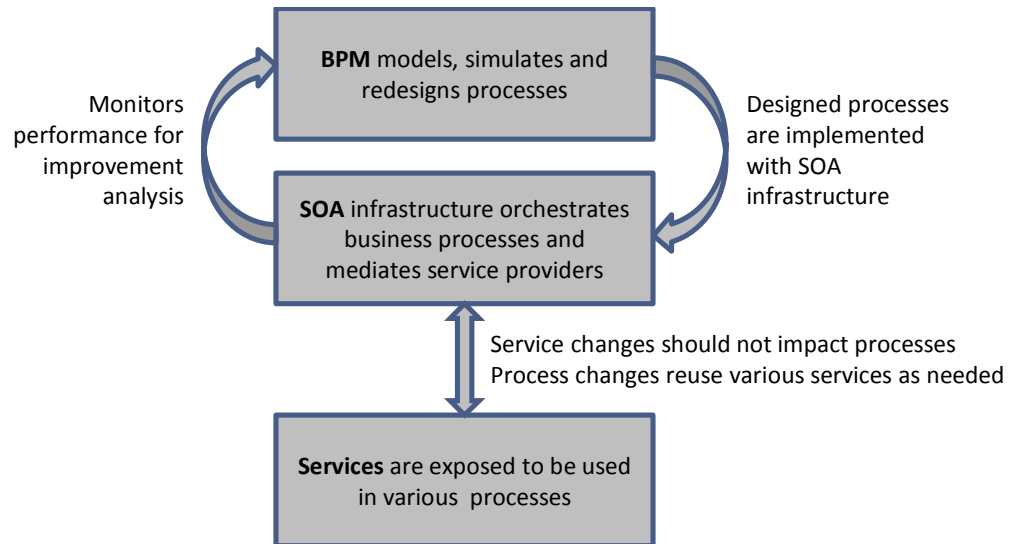 BPM models, simulates and
redesigns processes
Monitors
performance for
improvement
analysis
Designed processes
are implemented
with SOA
infrastructure
SOA infrastructure orchestrates
business processes and
mediates service providers
Service changes should not impact processes
Process changes reuse various services as needed
Services are exposed to be used
in various  processes